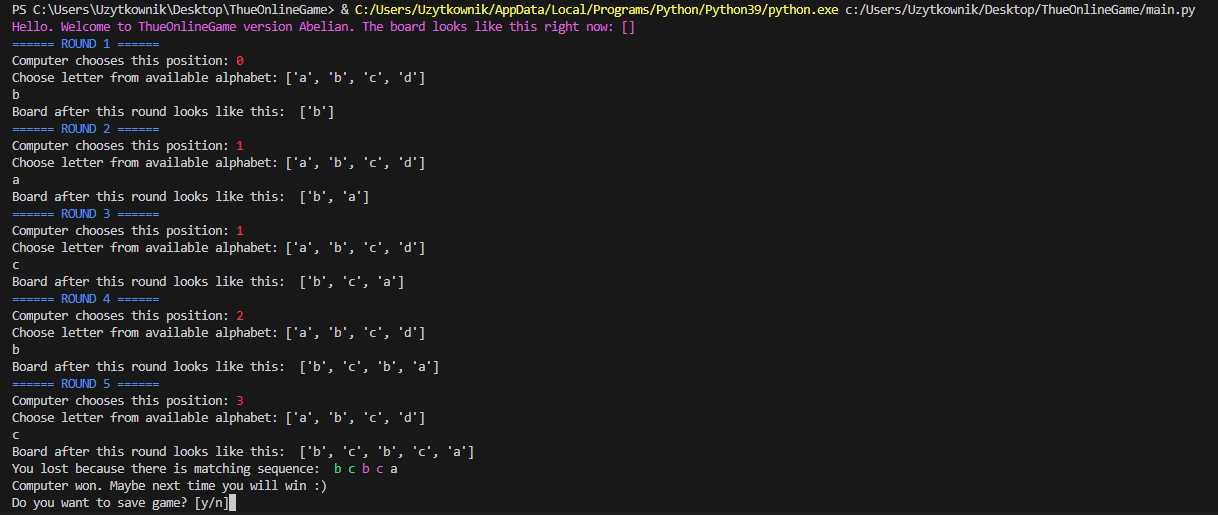 PS C:\Users\Uzytkownik\Desktop\ThueOnlineGame> & C:/Users/Uzytkownik/AppData/Local/Programs/Python/Python39/python.exe c:/Users/Uzytkownik/Desktop/ThueOnlineGame/main.py
Hello. Welcome to ThueOnlineGame version Abelian. The board looks like this right now: []
====== ROUND 1 ======
Computer chooses this position: 0
Choose letter from available alphabet: ['a', 'b', 'c', 'd']
b
Board after this round looks like this:  ['b']
====== ROUND 2 ======
Computer chooses this position: 1
Choose letter from available alphabet: ['a', 'b', 'c', 'd']
a
Board after this round looks like this:  ['b', 'a']
====== ROUND 3 ======
Computer chooses this position: 1
Choose letter from available alphabet: ['a', 'b', 'c', 'd']
c
Board after this round looks like this:  ['b', 'c', 'a']
====== ROUND 4 ======
Computer chooses this position: 2
Choose letter from available alphabet: ['a', 'b', 'c', 'd']
b
Board after this round looks like this:  ['b', 'c', 'b', 'a']
====== ROUND 5 ======
Computer chooses this position: 3
Choose letter from available alphabet: ['a', 'b', 'c', 'd']
c
Board after this round looks like this:  ['b', 'c', 'b', 'c', 'a']
You lost because there is matching sequence:  b c b c a
Computer won. Maybe next time you will win :)
Do you want to save game? [y/n]